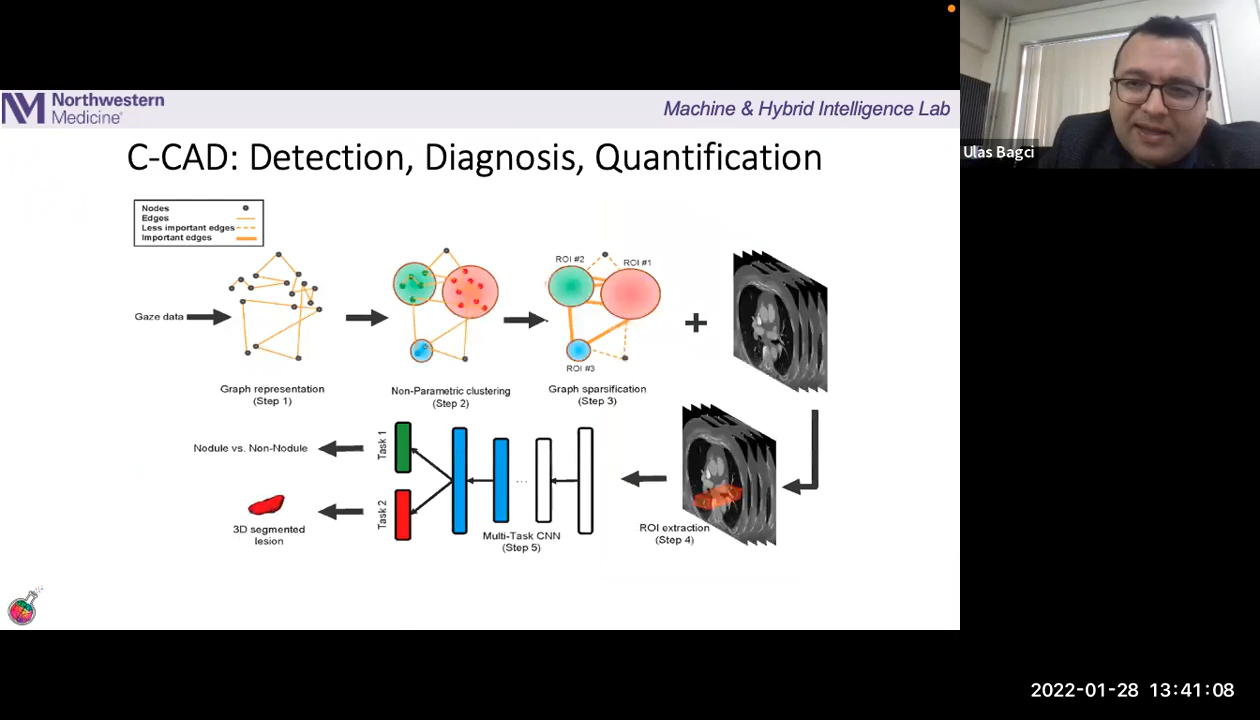 Northwestern
Medicine®
Machine & Hybrid Intelligence Lab
Ulas Bagci
C-CAD: Detection, Diagnosis, Quantification
Nodes
Edges
Less important edges
Important edges
ROI #2
ROI #1
Gaze data
ROI #3
Graph representation
(Step 1)
Non-Parametric clustering
(Step 2)
Graph sparsification
(Step 3)
Nodule vs. Non-Nodule
Task 1
3D segmented
lesion
Task 2
...
Multi-Task CNN
(Step 5)
ROI extraction
(Step 4)
2022-01-28 13:41:08